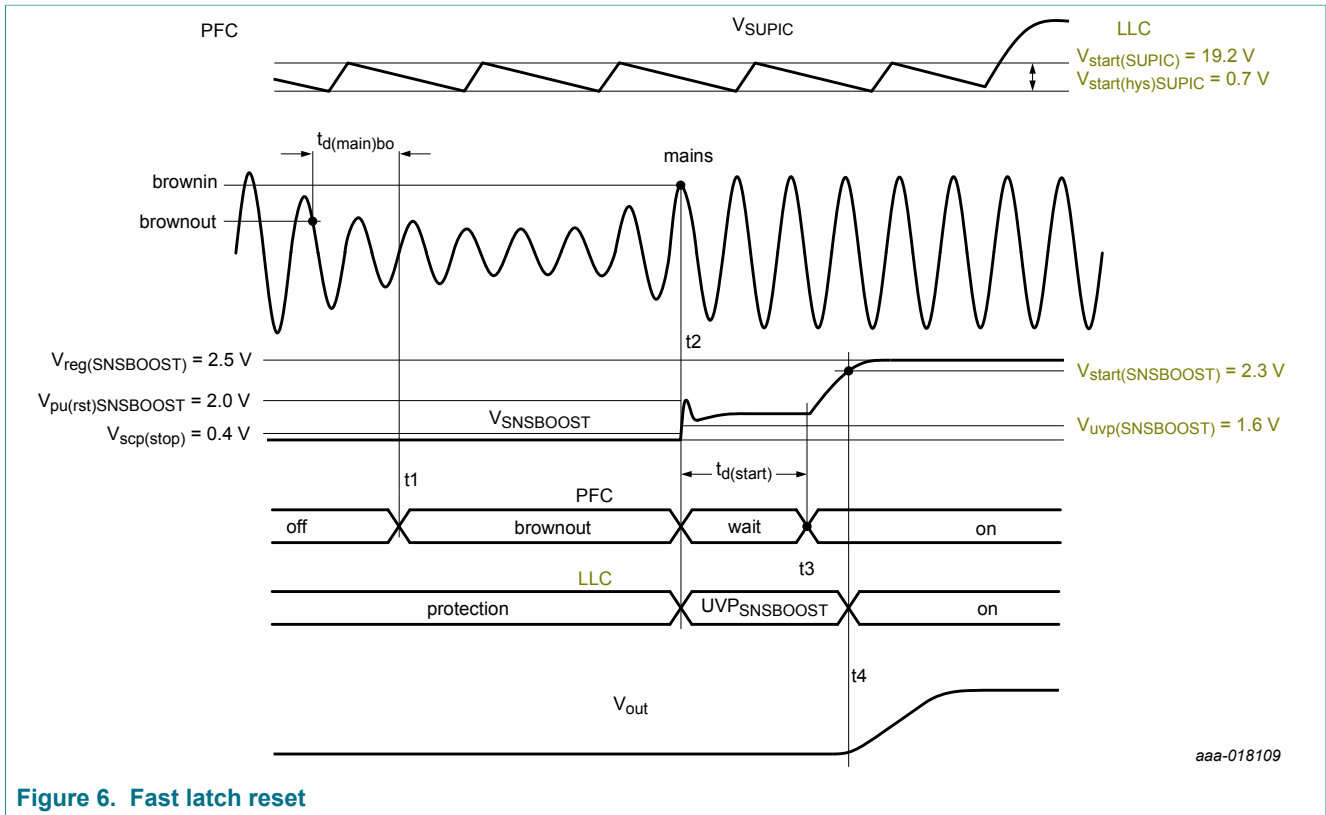 PFC
VSUPIC
LLC
Vstart(SUPIC) = 19.2 V
Vstart(hys)SUPIC = 0.7 V
td(main)bo
mains
brownin
brownout
t2
Vreg(SNSBOOST) = 2.5 V
Vstart(SNSBOOST) = 2.3 V
Vpu(rst)SNSBOOST = 2.0 V
VSNSBOOST
Vuvp(SNSBOOST) = 1.6 V
Vscp(stop) = 0.4 V
td(start)
t1
PFC
off
brownout
wait
on
t3
LLC
protection
UVPSNSBOOST
on
t4
Vout
aaa-018109
Figure 6. Fast latch reset